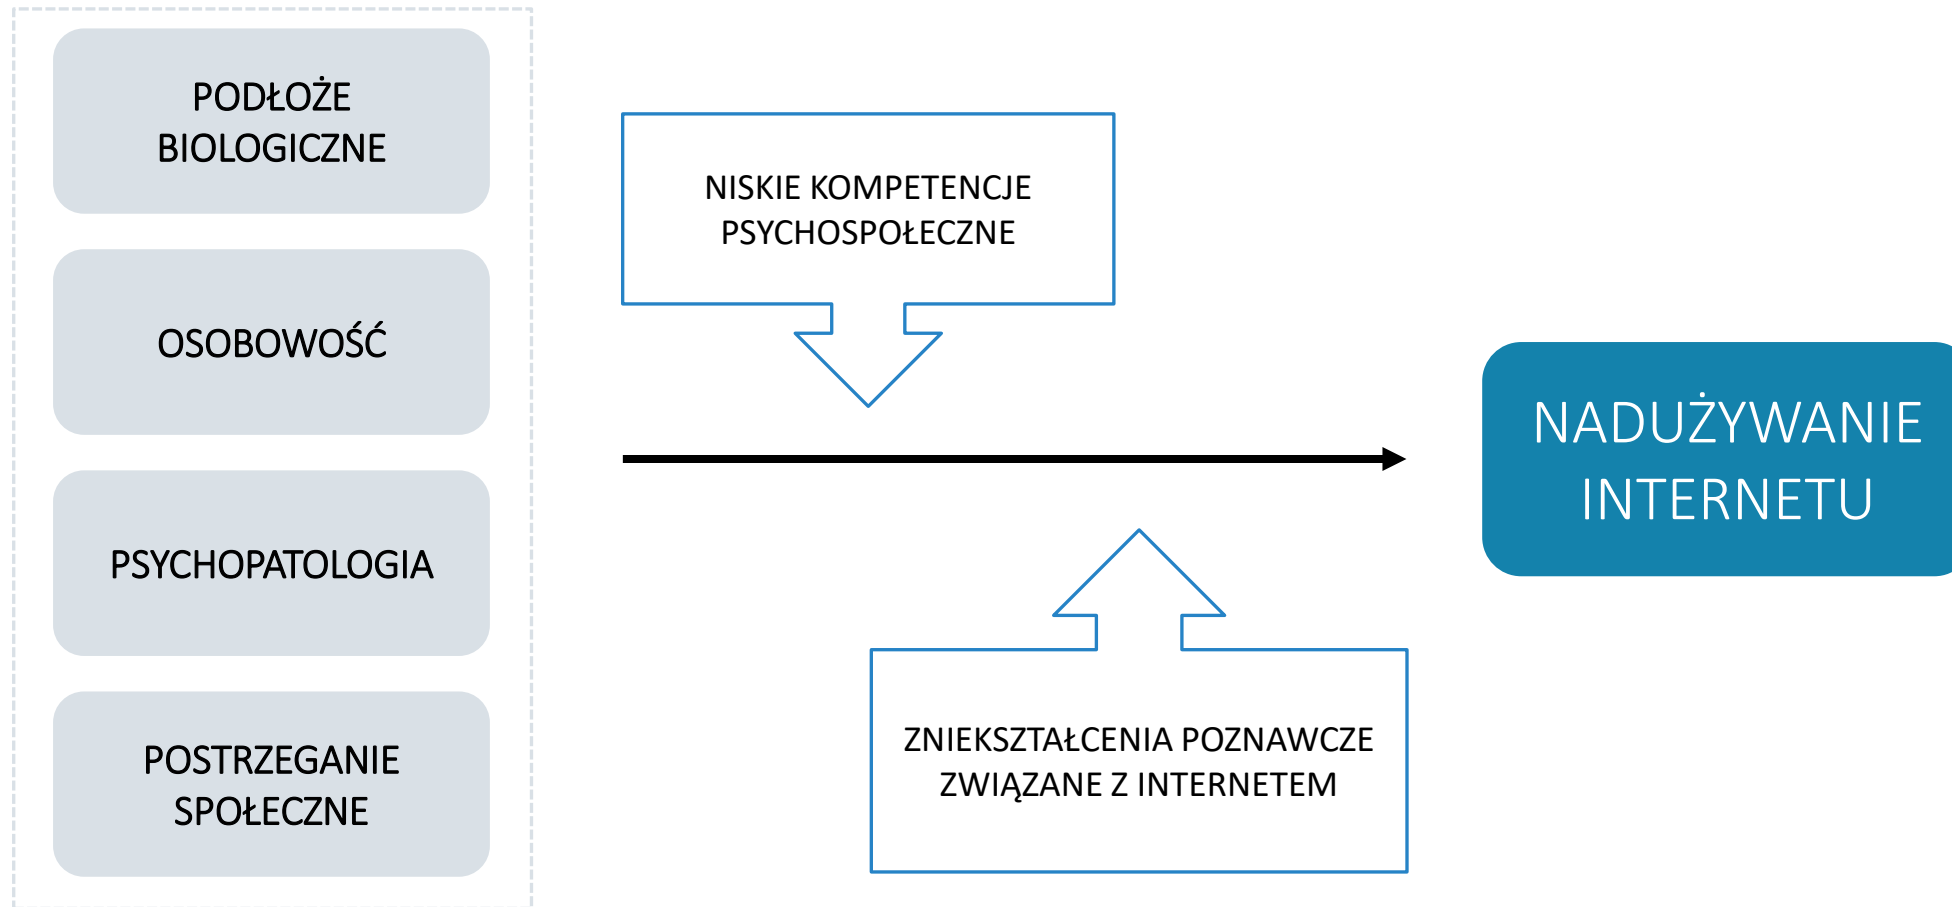 PODŁOŻE
BIOLOGICZNE
OSOBOWOŚĆ
PSYCHOPATOLOGIA
POSTRZEGANIE
SPOŁECZNE
NISKIE KOMPETENCJE
PSYCHOSPOŁECZNE
ZNIEKSZTAŁCENIA POZNAWCZE
ZWIĄZANE Z INTERNETEM
NADUŻYWANIE
INTERNETU